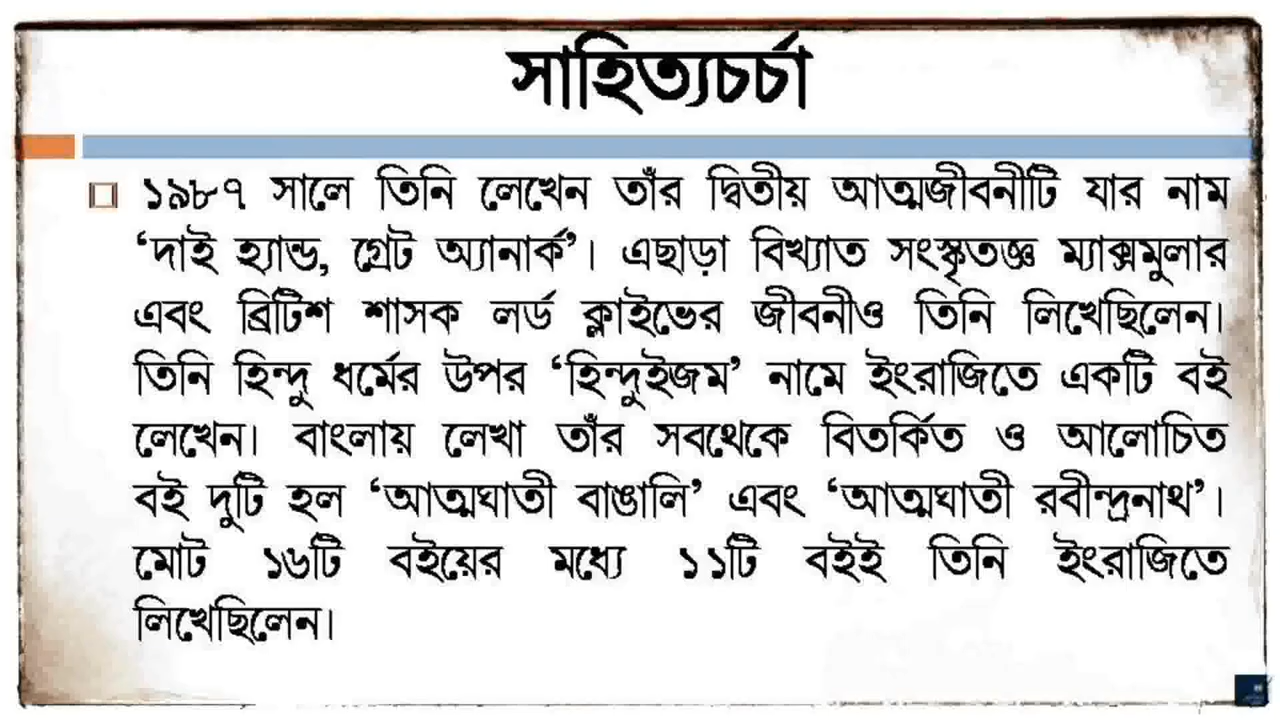 সাহিত্যচর্চা
১৯৮৭ সালে তিনি লেখেন তাঁর দ্বিতীয় আত্মজীবনীটি যার নাম
‘দাই হ্যান্ড, গ্রেট অ্যানার্ক’। এছাড়া বিখ্যাত সংস্কৃতজ্ঞ ম্যাক্সমুলার
এবং ব্রিটিশ শাসক লর্ড ক্লাইভের জীবনীও তিনি লিখেছিলেন।
তিনি হিন্দু ধর্মের উপর ‘হিন্দুইজম’ নামে ইংরাজিতে একটি বই
লেখেন। বাংলায় লেখা তাঁর সবথেকে বিতর্কিত ও আলোচিত
বই দুটি হল ‘আত্মঘাতী বাঙালি’ এবং ‘আত্মঘাতী রবীন্দ্রনাথ’।
মোট ১৬টি বইয়ের মধ্যে ১১টি বইই তিনি ইংরাজিতে
লিখেছিলেন।